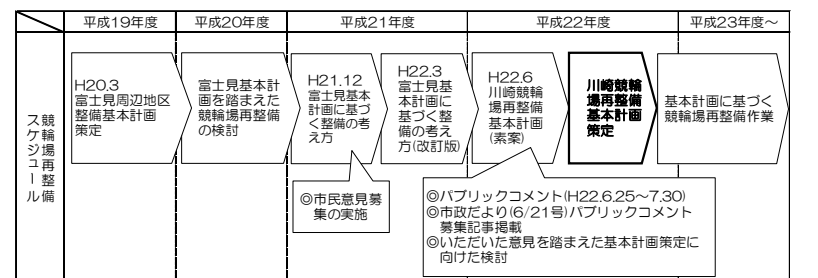 平成19年度
平成20年度
平成21年度
平成22年度
平成23年度～
競輪場再整備
スケジュール
H20.3
富士見周辺地区
整備基本計画
策定
富士見基本計
画を踏まえた
競輪場再整備
の検討
H21.12
富士見基本
計画に基づ
く整備の考
え方
H22.3
富士見基
本計画に
基づく整
備の考え
方(改訂版)
H22.6
川崎競輪
場再整備
基本計画
(素案)
川崎競輪
場再整備
基本計画
策定
基本計画に基づく
競輪場再整備作業
◎市民意見募
集の実施
◎パブリックコメント(H22.6.25～7.30)
◎市政だより(6/21号)パブリックコメント
募集記事掲載
◎いただいた意見を踏まえた基本計画策定に
向けた検討